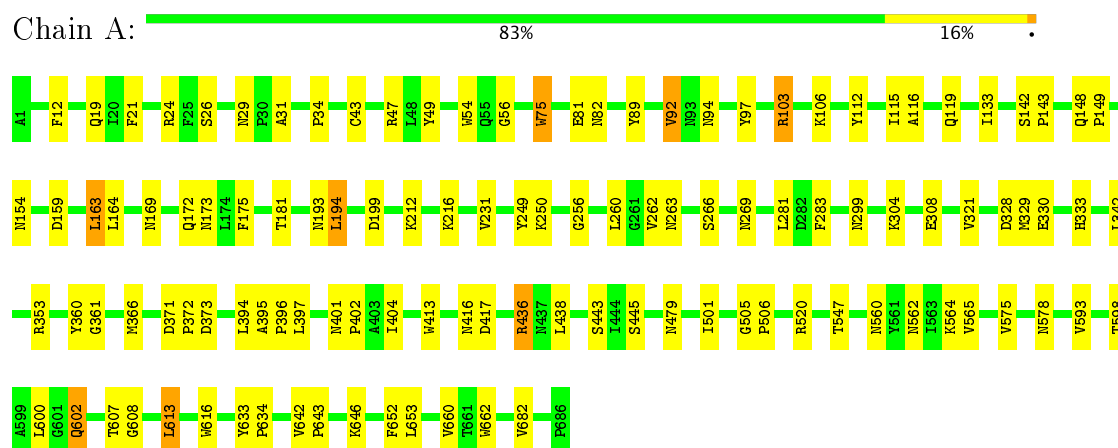 Chain A:
83% 16% •
A1 F12 Q19 I20 F21 R24 F25 S26 N29 P30 A31 P34 C43 R47 L48 Y49 W54 Q55 G56 W75 E81 N82 Y89 V92 N93 N94 Y97 R103 K106 Y112 I115 A116 Q119 I133 S142 P143 Q148 P149
N154 D159 L163 L164 N169 Q172 N173 L174 F175 T181 N193 L194 D199 K212 K216 V231 Y249 K250 G256 L260 G261 V262 N263 S266 N269 L281 D282 F283 N299 K304 E308 V321 D328 M329 E330 H333
R353 Y360 G361 M366 D371 P372 D373 L394 A395 P396 L397 N401 P402 A403 I404 W413 N416 D417 R436 N437 L438 S443 I444 S445 N479 I501 G505 P506 R520 T547 N560 Y561 N562 I563 K564 V565 V575 N578 V593 T598
A599 L600 G601 Q602 T607 G608 L613 W616 Y633 P634 V642 P643 K646 F652 L653 V660 T661 W662 V682 P686